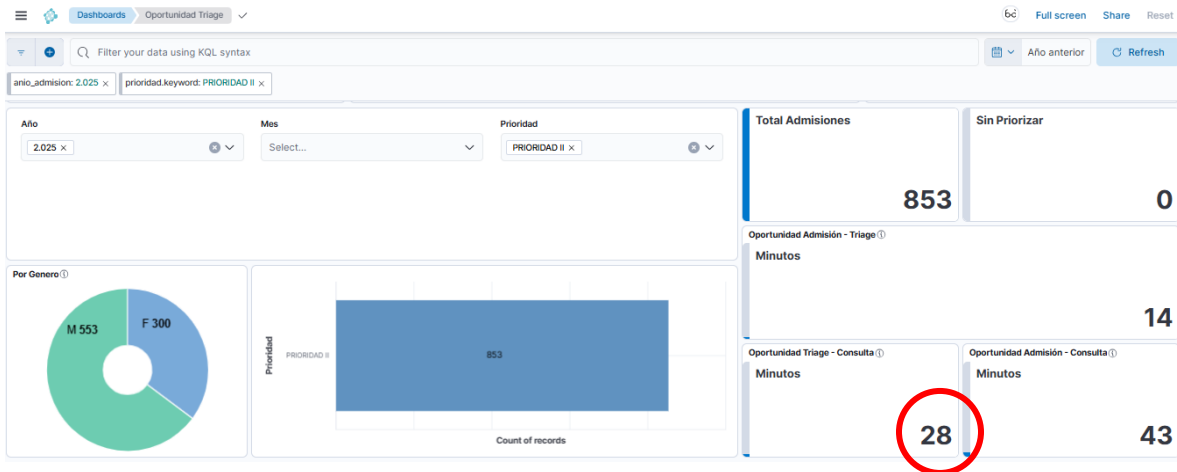 Dashboards Oportunidad Triage
Full screen Share Reset
Filter your data using KQL syntax
Año anterior Refresh
anio_admision: 2.025 × prioridad.keyword: PRIORIDAD II ×
Año Mes Prioridad
2.025 × Select... PRIORIDAD II ×
Total Admisiones
853
Sin Priorizar
0
Oportunidad Admisión - Triage
Minutos
14
Por Genero
M 553
F 300
Prioridad
PRIORIDAD II
853
Count of records
Oportunidad Triage - Consulta
Minutos
28
Oportunidad Admisión - Consulta
Minutos
43